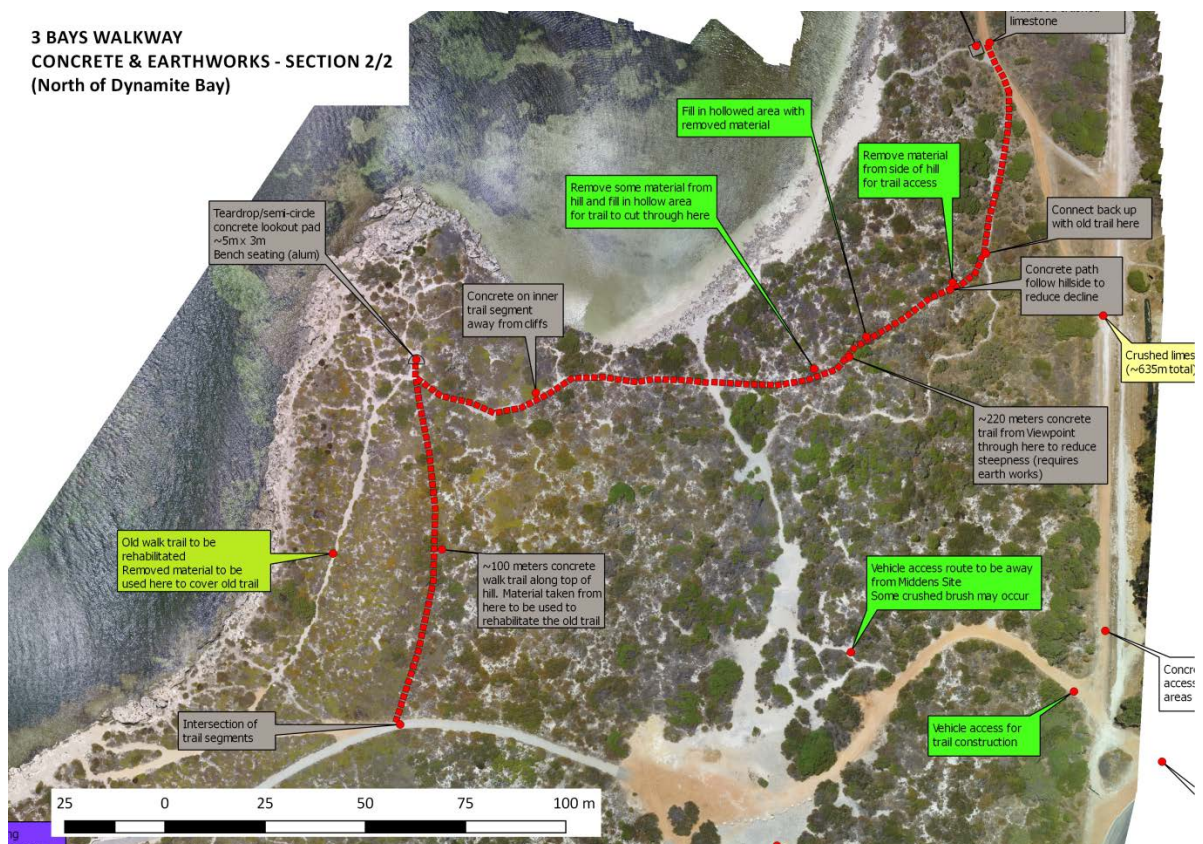 3 BAYS WALKWAY
CONCRETE & EARTHWORKS - SECTION 2/2
(North of Dynamite Bay)
limestone
Fill in hollowed area with
removed material
Remove material
from side of hill
for trail access
Remove some material from
hill and fill in hollow area
for trail to cut through here
Teardrop/semi-circle
concrete lookout pad
~5m x 3m
Bench seating (alum)
Connect back up
with old trail here
Concrete path
follow hillside to
reduce decline
Concrete on inner
trail segment
away from cliffs
Crushed limes
(~635m total)
~220 meters concrete
trail from Viewpoint
through here to reduce
steepness (requires
earth works)
Old walk trail to be
rehabilitated
Removed material to be
used here to cover old trail
~100 meters concrete
walk trail along top of
hill. Material taken from
here to be used to
rehabilitate the old trail
Vehicle access route to be away
from Middens Site
Some crushed brush may occur
Concre
access
areas
Intersection of
trail segments
Vehicle access for
trail construction
25 0 25 50 75 100 m
ng